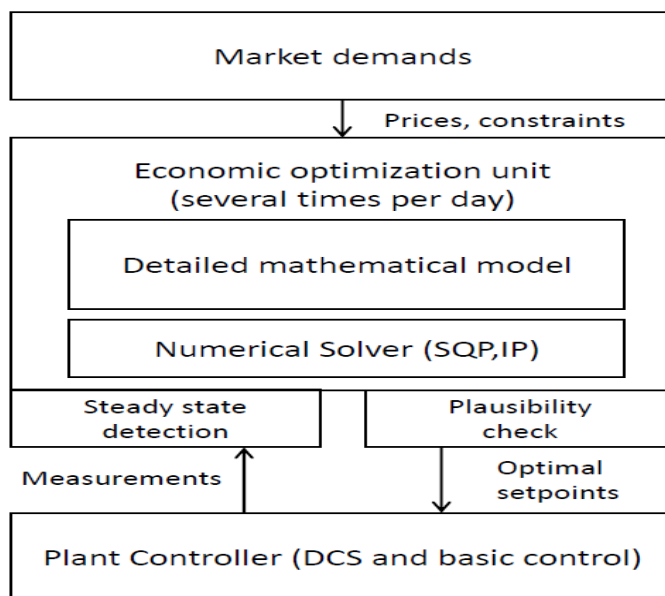 Market demands
Prices, constraints
Economic optimization unit
(several times per day)
Detailed mathematical model
Numerical Solver (SQP,IP)
Steady state
detection
Plausibility
check
Measurements
Optimal
setpoints
Plant Controller (DCS and basic control)